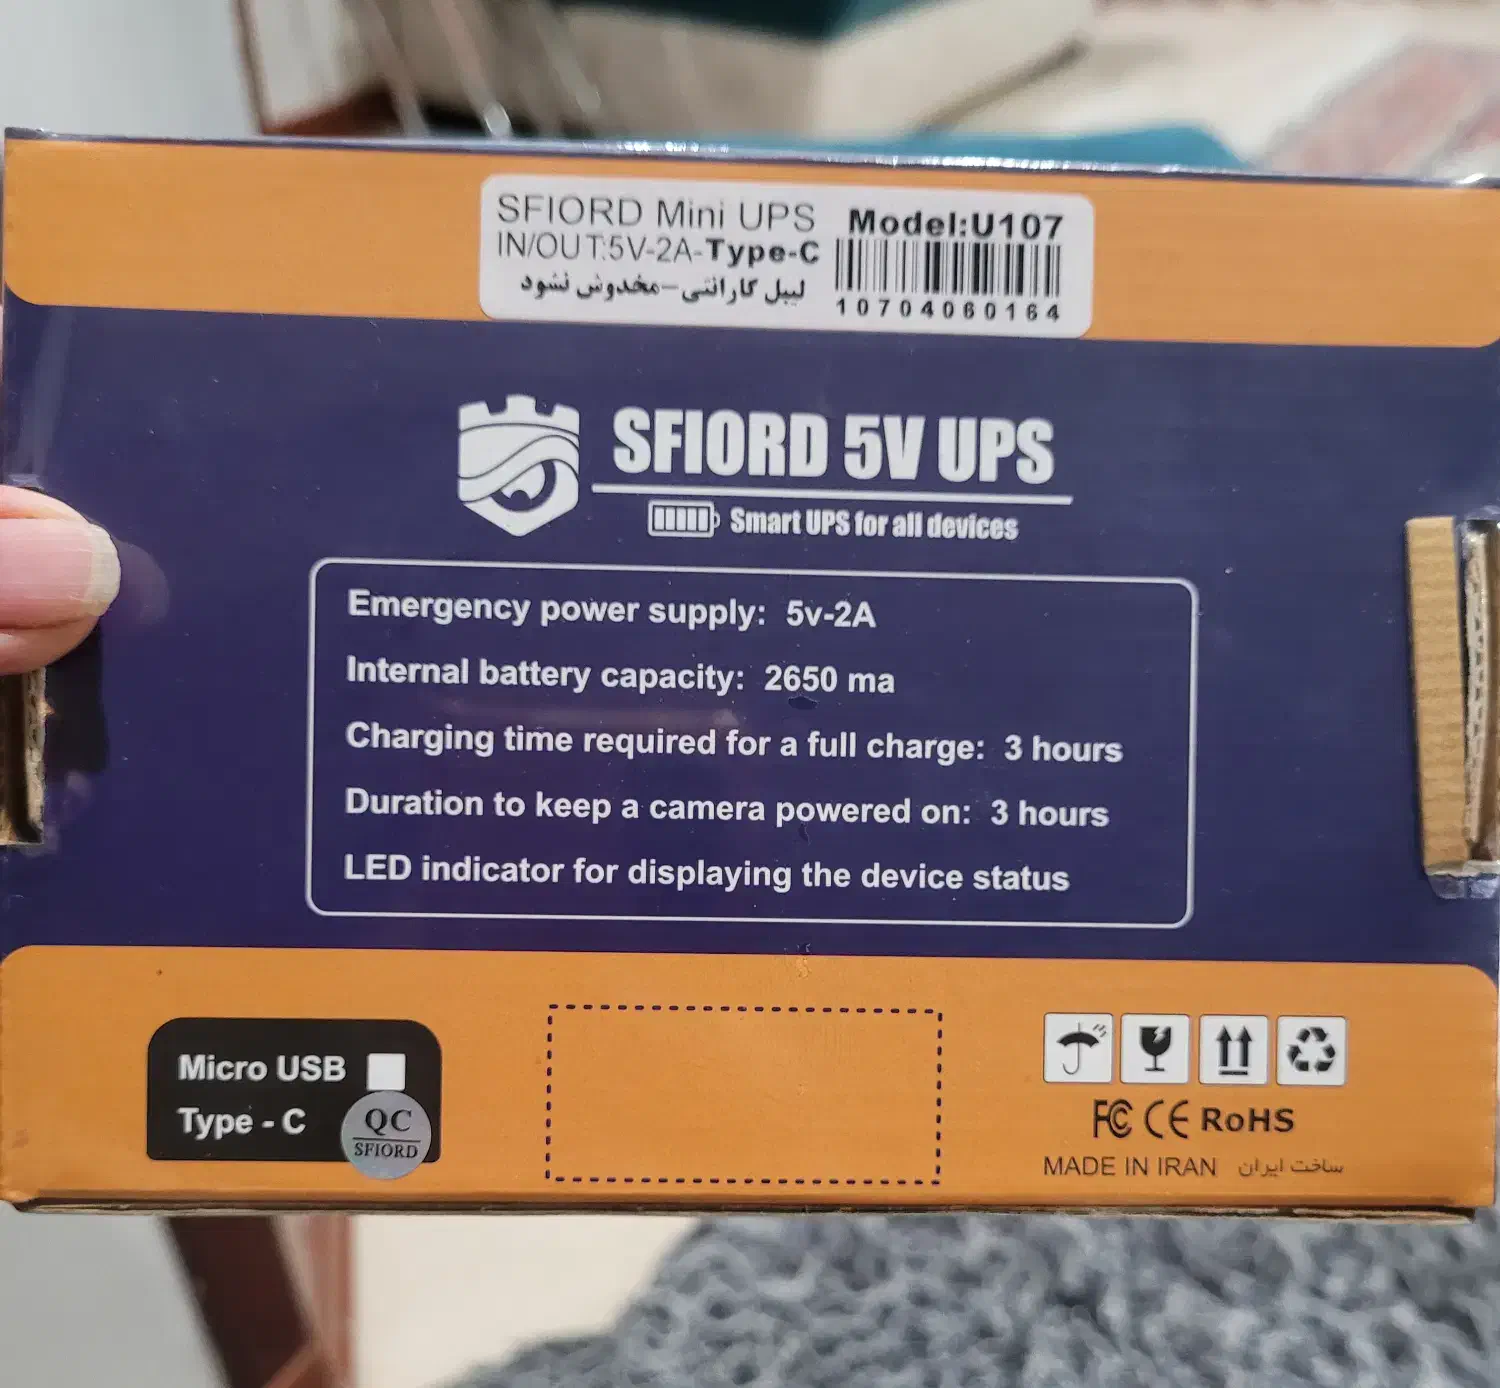 SFIORD Mini UPS
IN/OUT:5V-2A-Type-C
لیبل گارانتی-مخدوش نشود
Model:U107
10704060164
SFIORD 5V UPS
Smart UPS for all devices
Emergency power supply: 5v-2A
Internal battery capacity: 2650 ma
Charging time required for a full charge: 3 hours
Duration to keep a camera powered on: 3 hours
LED indicator for displaying the device status
Micro USB
Type - C
QC
SFIORD
FC CE RoHS
MADE IN IRAN ساخت ایران